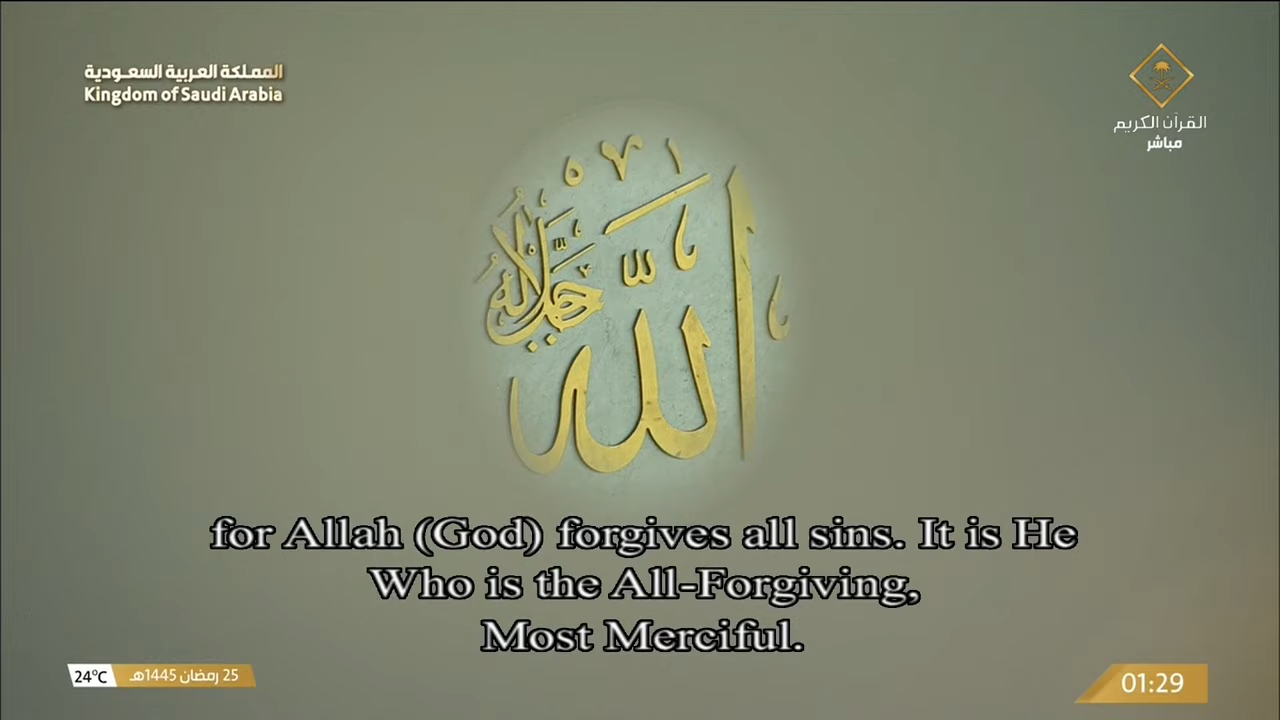 المملكة العربية السعودية
Kingdom of Saudi Arabia
القرآن الكريم
مباشر
الله
جل جلاله
for Allah (God) forgives all sins. It is He
Who is the All-Forgiving,
Most Merciful.
24°C
25 رمضان 1445هـ
01:29